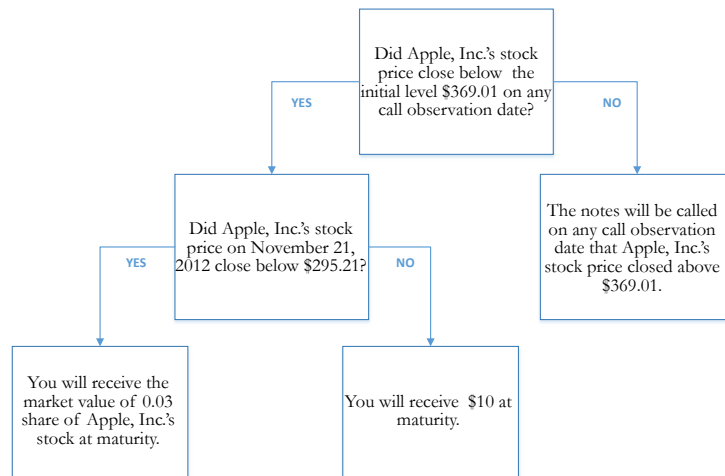 Did Apple, Inc.'s stock
price close below the
initial level $369.01 on any
call observation date?
YES
NO
Did Apple, Inc.'s stock
price on November 21,
2012 close below $295.21?
The notes will be called
on any call observation
date that Apple, Inc.'s
stock price closed above
$369.01.
YES
NO
You will receive the
market value of 0.03
share of Apple, Inc.'s
stock at maturity.
You will receive $10 at
maturity.